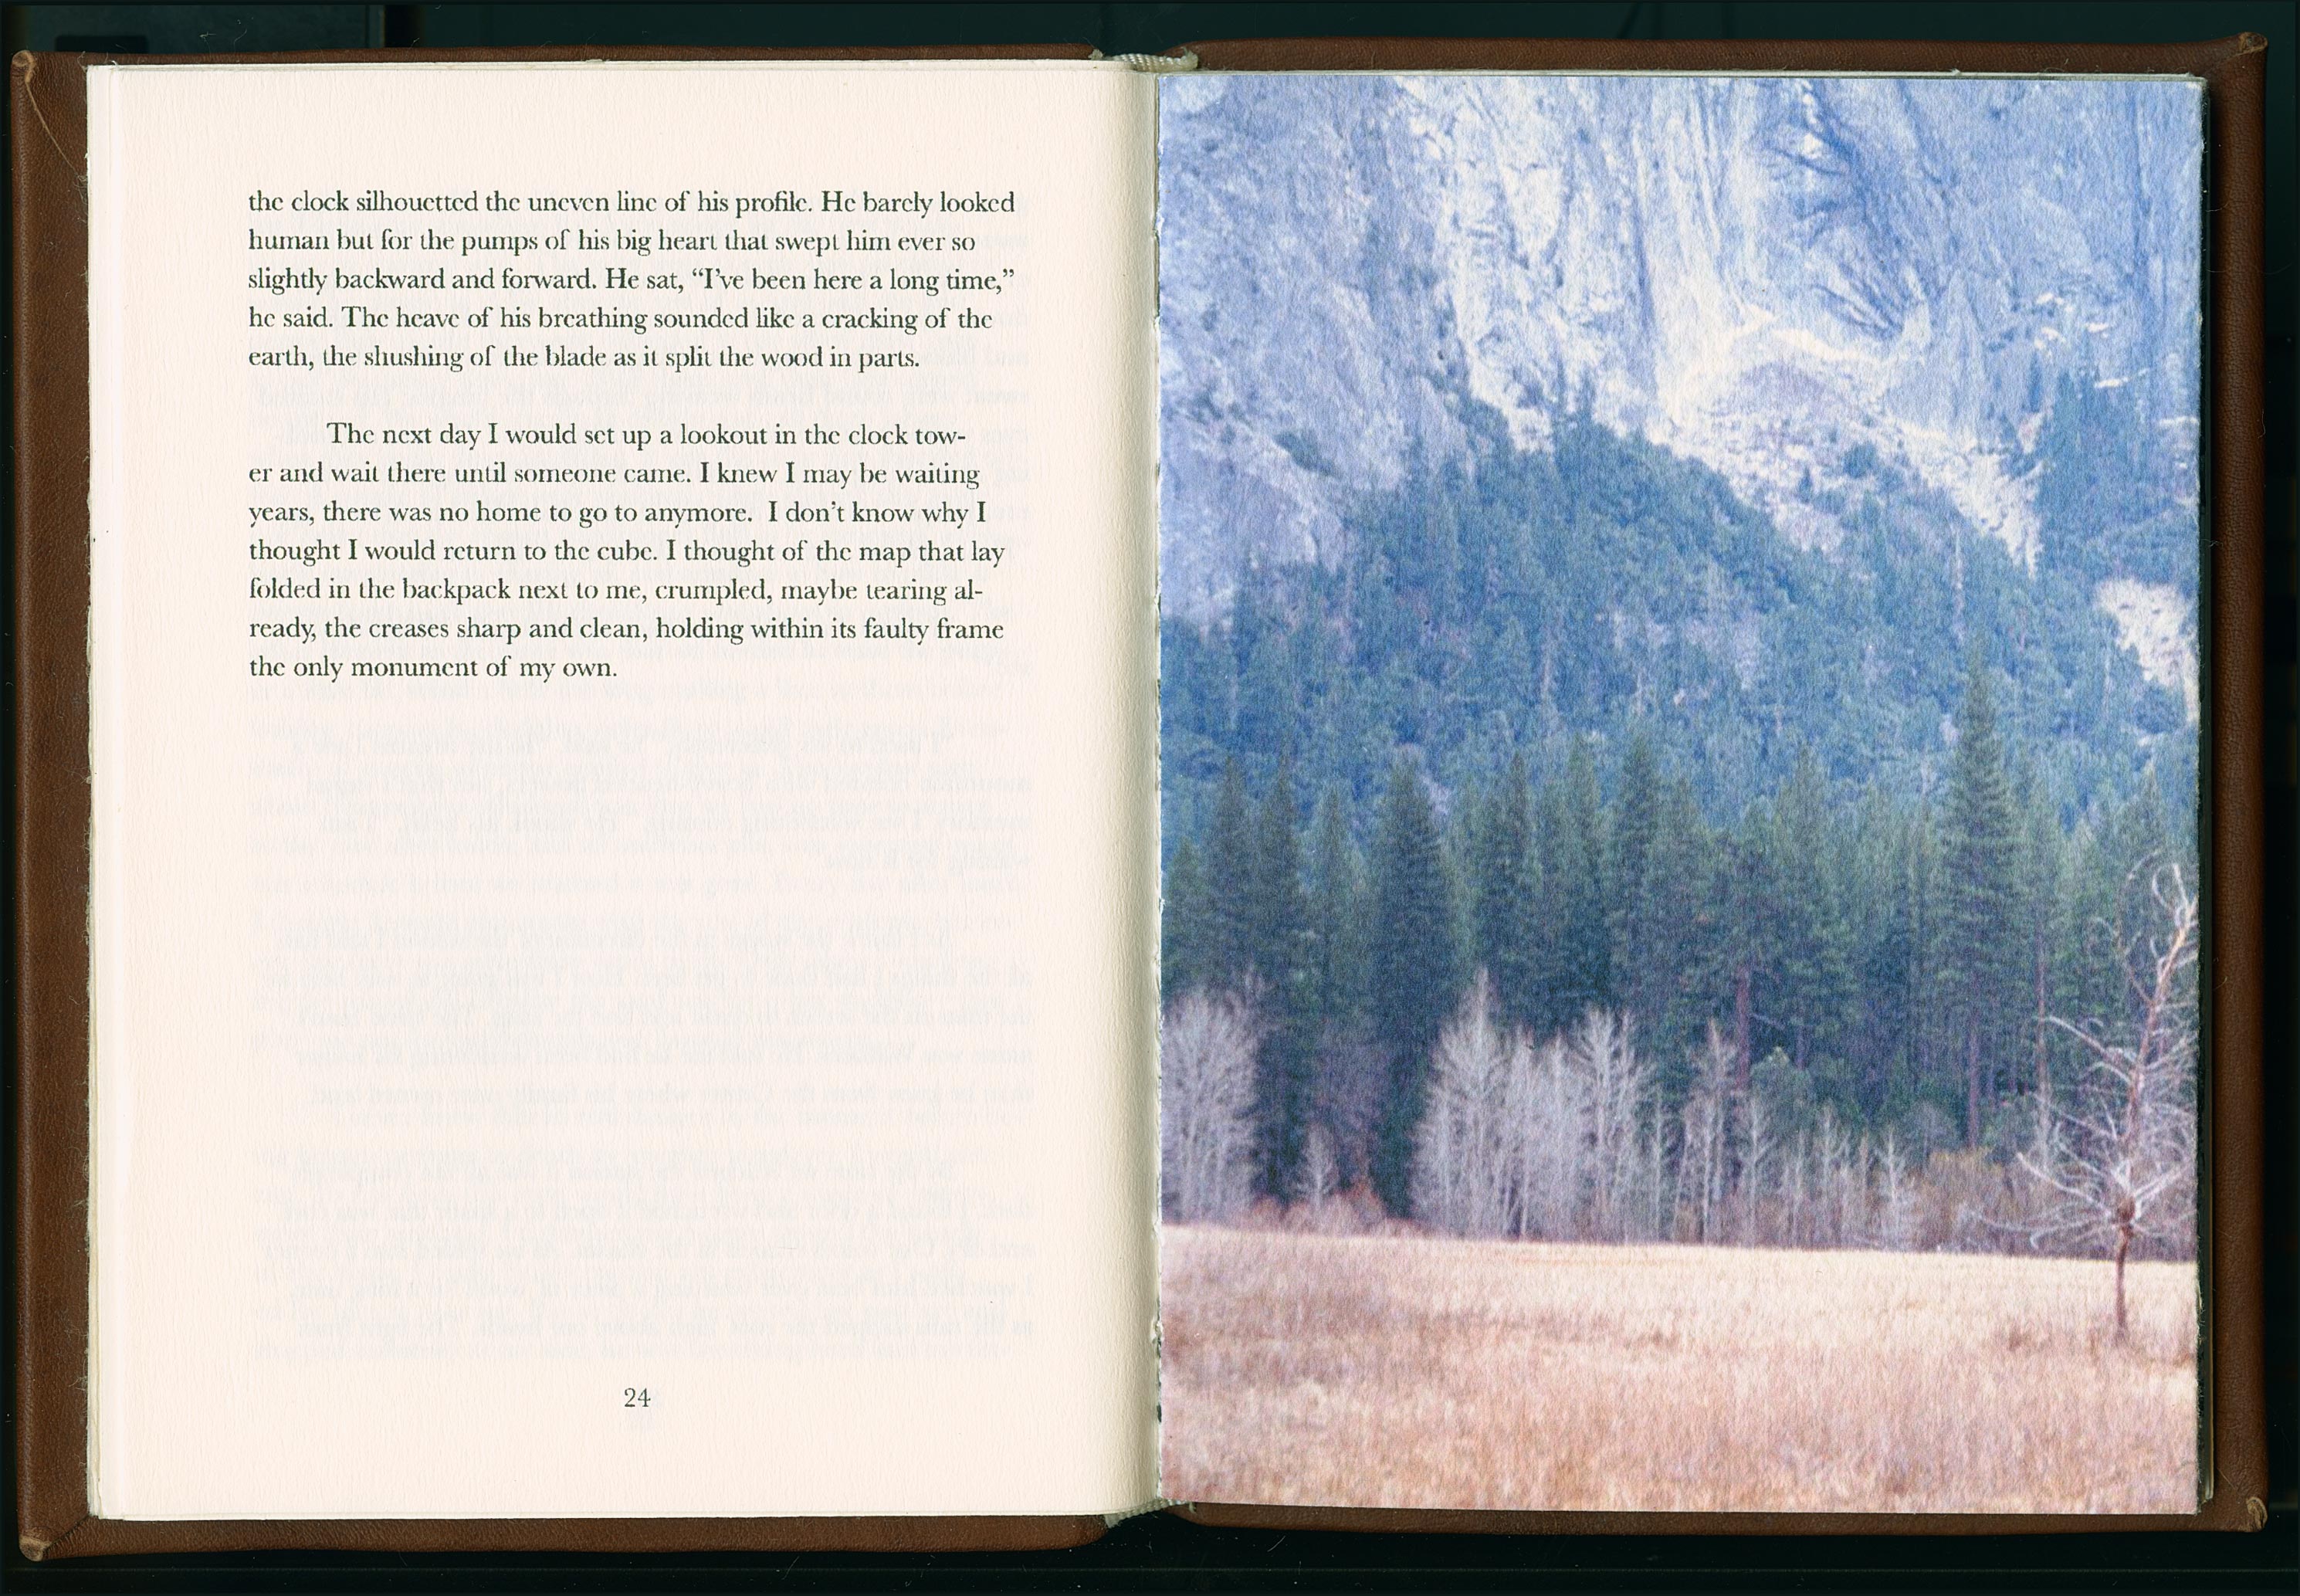 the clock silhouetted the uneven line of his profile. He barely looked
human but for the pumps of his big heart that swept him ever so
slightly backward and forward. He sat, “I’ve been here a long time,”
he said. The heave of his breathing sounded like a cracking of the
earth, the shushing of the blade as it split the wood in parts.
The next day I would set up a lookout in the clock tow-
er and wait there until someone came. I knew I may be waiting
years, there was no home to go to anymore.  I don’t know why I
thought I would return to the cube. I thought of the map that lay
folded in the backpack next to me, crumpled, maybe tearing al-
ready, the creases sharp and clean, holding within its faulty frame
the only monument of my own.
24